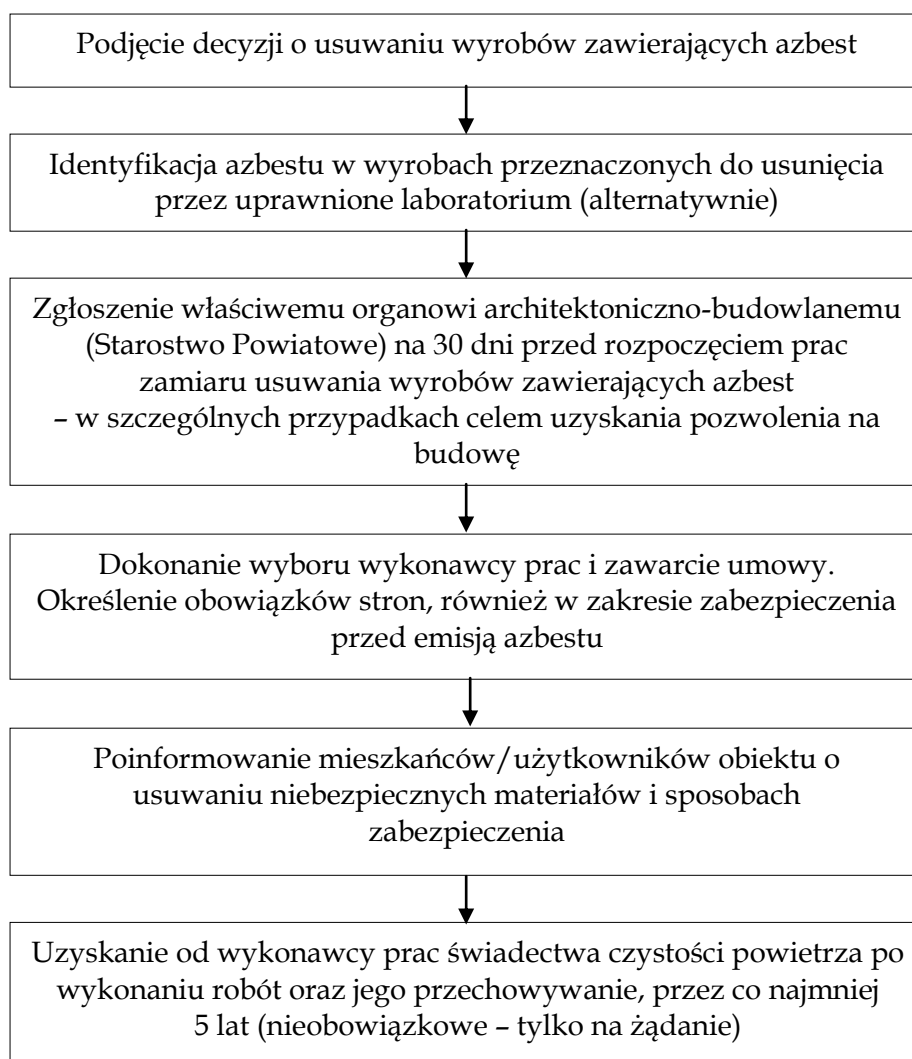 Podjęcie decyzji o usuwaniu wyrobów zawierających azbest
Identyfikacja azbestu w wyrobach przeznaczonych do usunięcia
przez uprawnione laboratorium (alternatywnie)
Zgłoszenie właściwemu organowi architektoniczno-budowlanemu
(Starostwo Powiatowe) na 30 dni przed rozpoczęciem prac
zamiaru usuwania wyrobów zawierających azbest
– w szczególnych przypadkach celem uzyskania pozwolenia na
budowę
Dokonanie wyboru wykonawcy prac i zawarcie umowy.
Określenie obowiązków stron, również w zakresie zabezpieczenia
przed emisją azbestu
Poinformowanie mieszkańców/użytkowników obiektu o
usuwaniu niebezpiecznych materiałów i sposobach
zabezpieczenia
Uzyskanie od wykonawcy prac świadectwa czystości powietrza po
wykonaniu robót oraz jego przechowywanie, przez co najmniej
5 lat (nieobowiązkowe – tylko na żądanie)